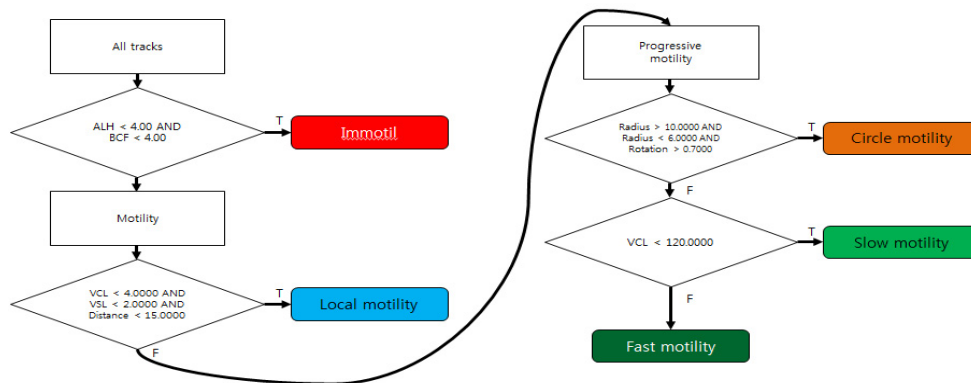 All tracks
ALH < 4.00 AND
BCF < 4.00
T
Immotil
Motility
VCL < 4.0000 AND
VSL < 2.0000 AND
Distance < 15.0000
T
Local motility
F
Progressive
motility
Radius > 10.0000 AND
Radius < 6.0000 AND
Rotation > 0.7000
T
Circle motility
F
VCL < 120.0000
T
Slow motility
F
Fast motility